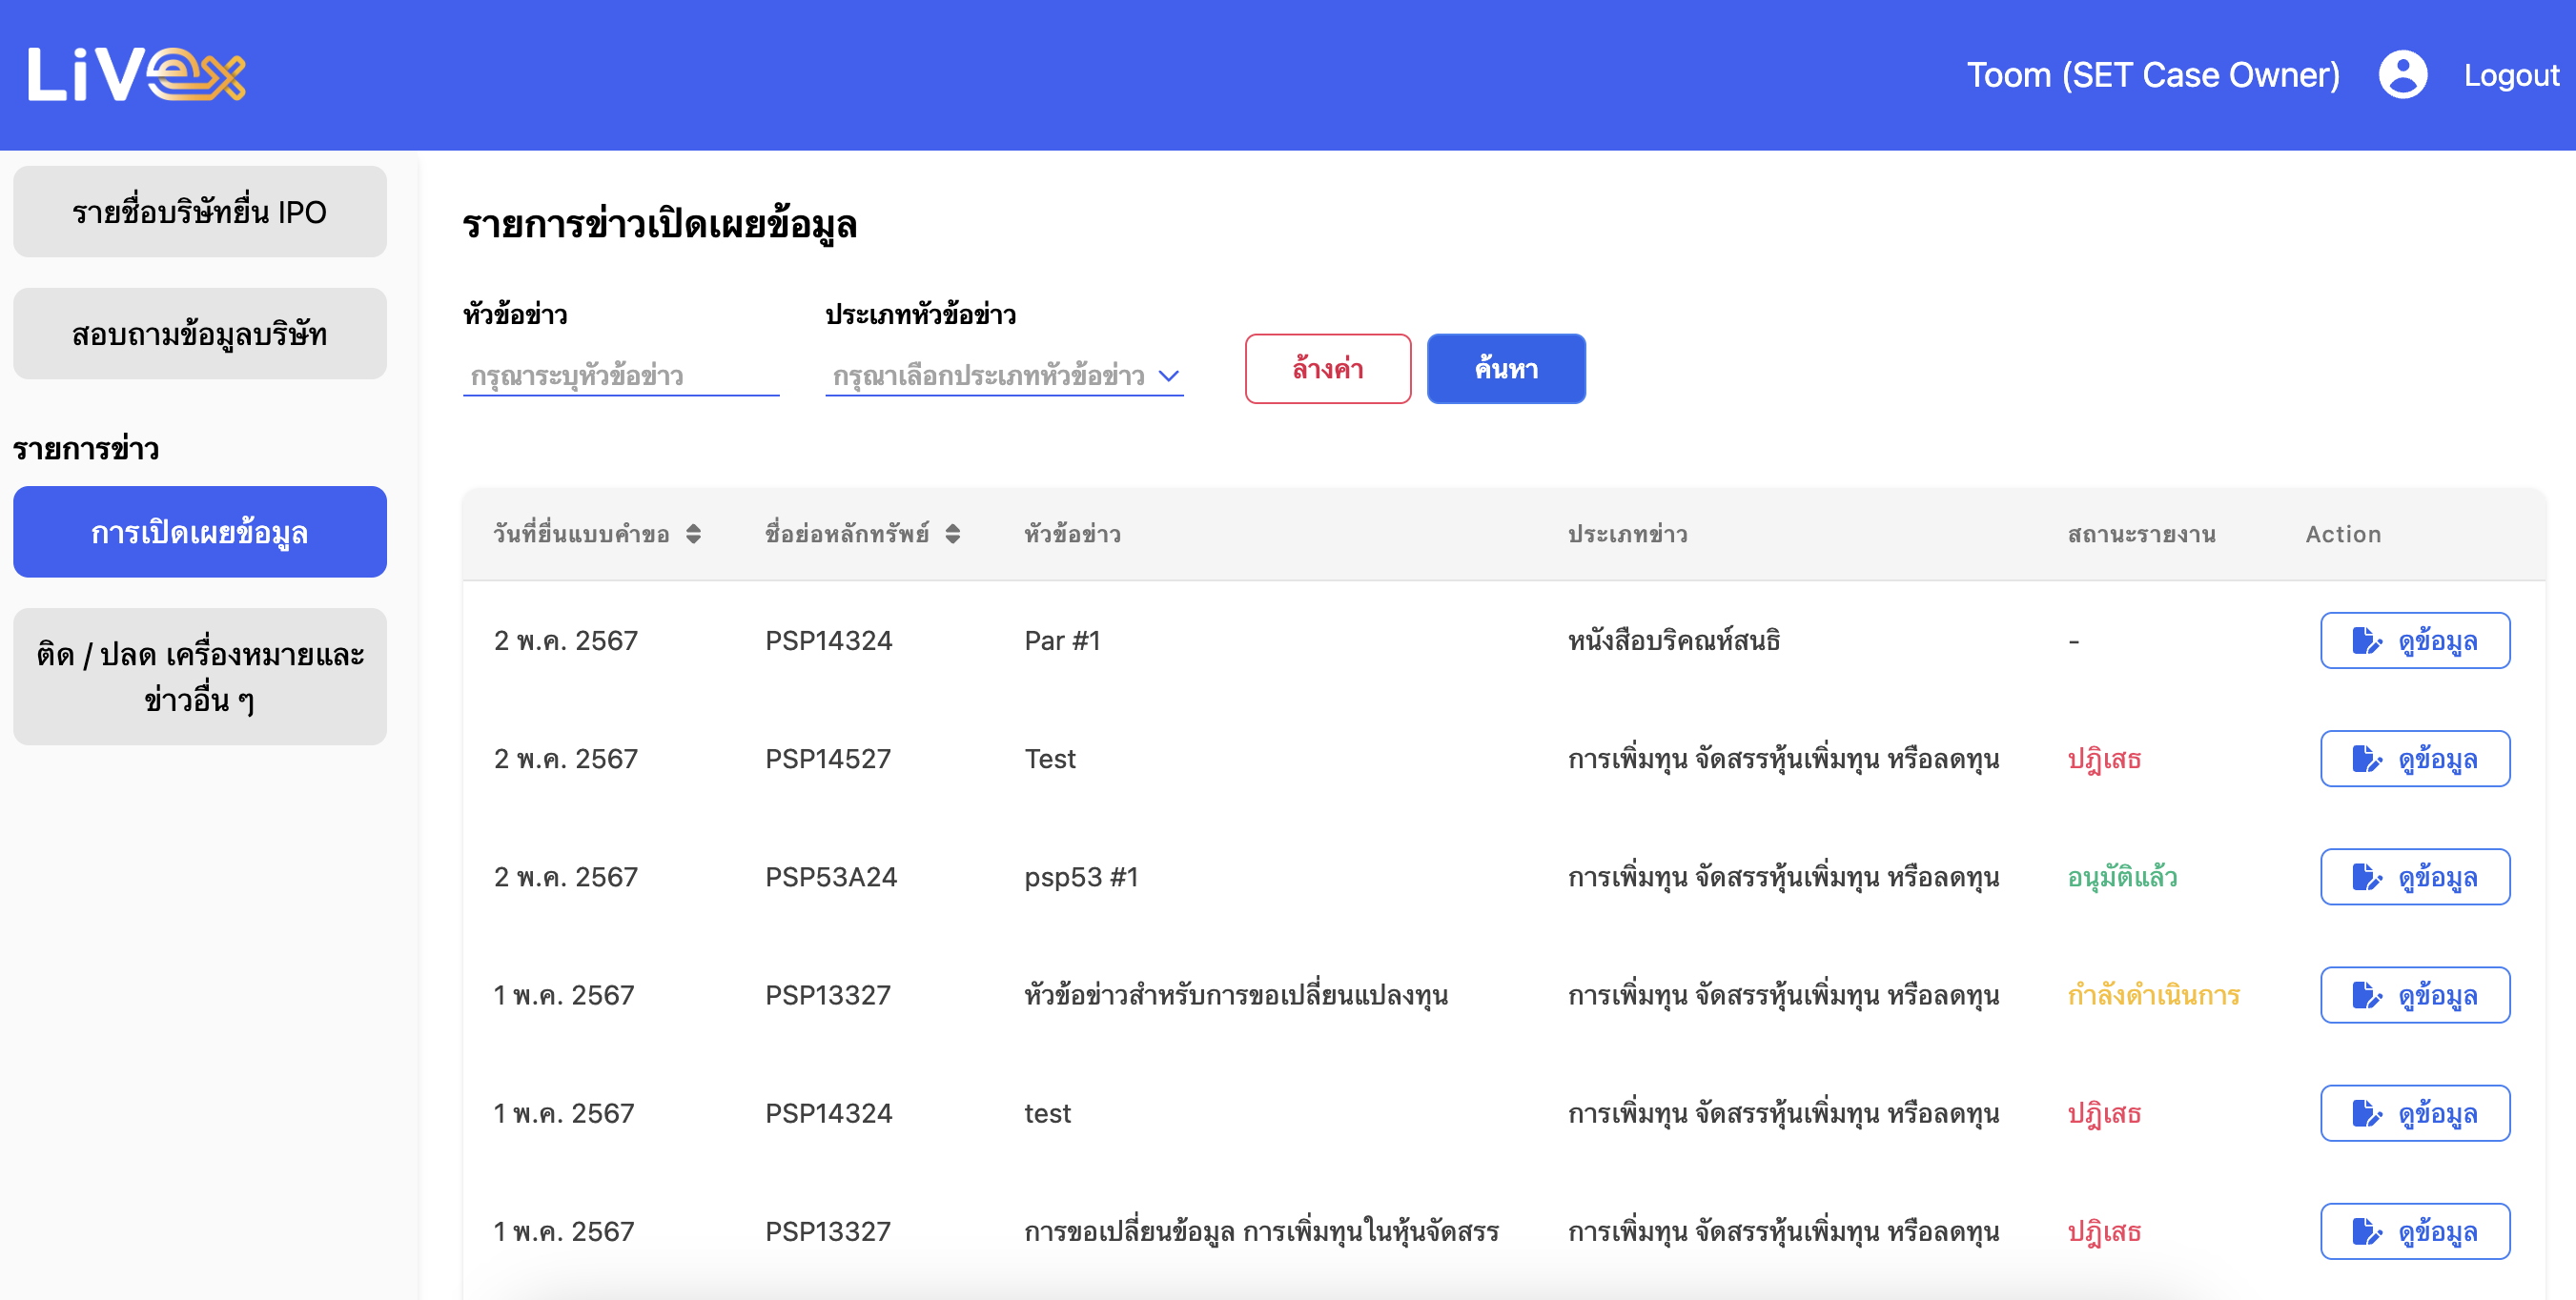 LiVex
Toom (SET Case Owner)
Logout
รายชื่อบริษัทยื่น IPO
สอบถามข้อมูลบริษัท
รายการข่าว
การเปิดเผยข้อมูล
ติด / ปลด เครื่องหมายและ
ข่าวอื่น ๆ
รายการข่าวเปิดเผยข้อมูล
หัวข้อข่าว
ประเภทหัวข้อข่าว
กรุณาระบุหัวข้อข่าว
กรุณาเลือกประเภทหัวข้อข่าว
ล้างค่า
ค้นหา
วันที่ยื่นแบบคำขอ ชื่อย่อหลักทรัพย์ หัวข้อข่าว ประเภทข่าว สถานะรายงาน Action
2 พ.ค. 2567 PSP14324 Par #1 หนังสือบริคณห์สนธิ - ดูข้อมูล
2 พ.ค. 2567 PSP14527 Test การเพิ่มทุน จัดสรรหุ้นเพิ่มทุน หรือลดทุน ปฎิเสธ ดูข้อมูล
2 พ.ค. 2567 PSP53A24 psp53 #1 การเพิ่มทุน จัดสรรหุ้นเพิ่มทุน หรือลดทุน อนุมัติแล้ว ดูข้อมูล
1 พ.ค. 2567 PSP13327 หัวข้อข่าวสำหรับการขอเปลี่ยนแปลงทุน การเพิ่มทุน จัดสรรหุ้นเพิ่มทุน หรือลดทุน กำลังดำเนินการ ดูข้อมูล
1 พ.ค. 2567 PSP14324 test การเพิ่มทุน จัดสรรหุ้นเพิ่มทุน หรือลดทุน ปฎิเสธ ดูข้อมูล
1 พ.ค. 2567 PSP13327 การขอเปลี่ยนข้อมูล การเพิ่มทุนในหุ้นจัดสรร การเพิ่มทุน จัดสรรหุ้นเพิ่มทุน หรือลดทุน ปฎิเสธ ดูข้อมูล